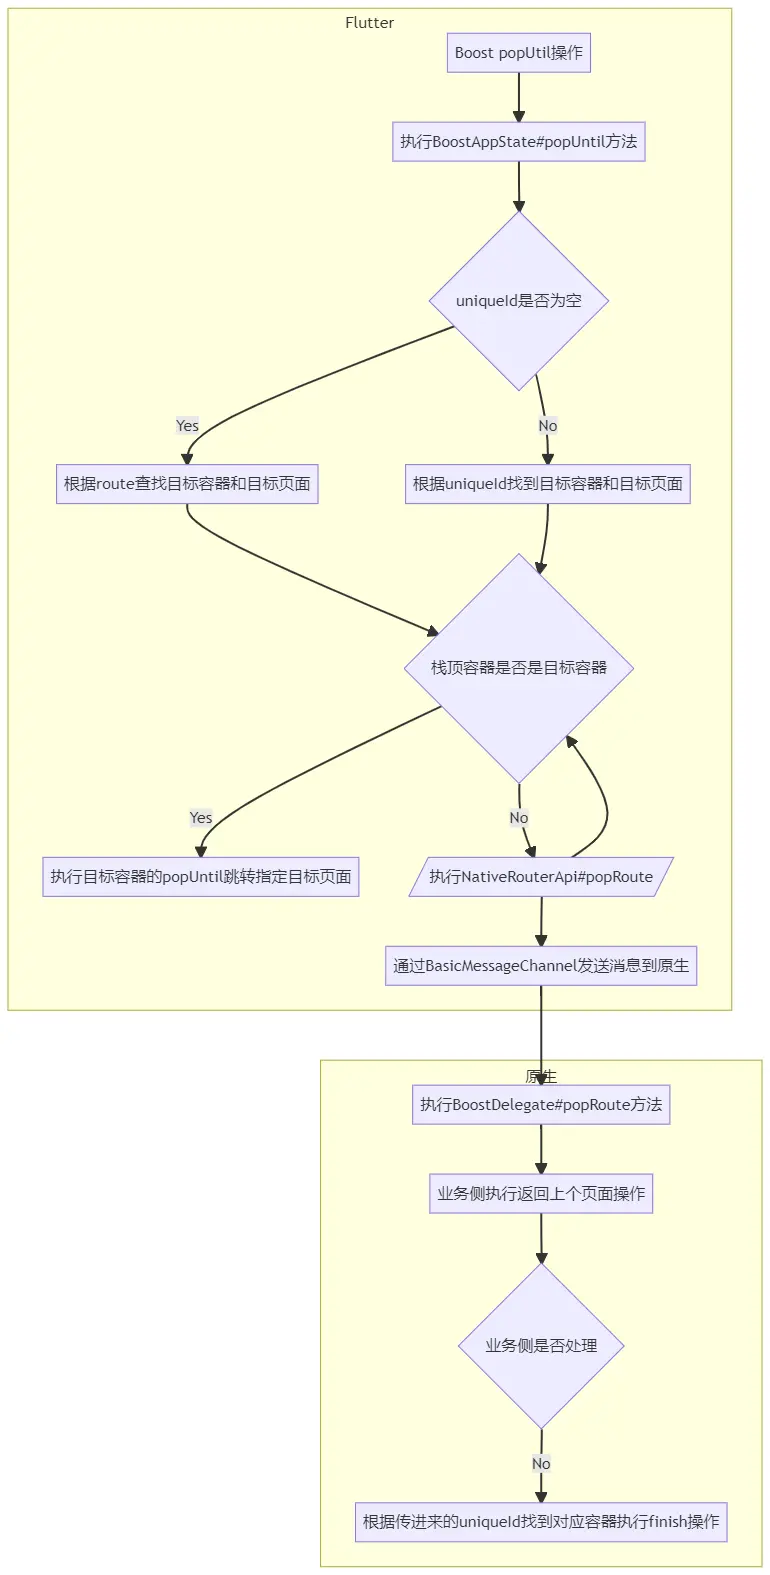 Flutter
Boost popUtil操作
执行BoostAppState#popUntil方法
uniqueId是否为空
Yes
No
根据route查找目标容器和目标页面
根据uniqueId找到目标容器和目标页面
栈顶容器是否是目标容器
Yes
No
执行目标容器的popUntil跳转指定目标页面
执行NativeRouterApi#popRoute
通过BasicMessageChannel发送消息到原生
原生
执行BoostDelegate#popRoute方法
业务侧执行返回上个页面操作
业务侧是否处理
No
根据传进来的uniqueId找到对应容器执行finish操作